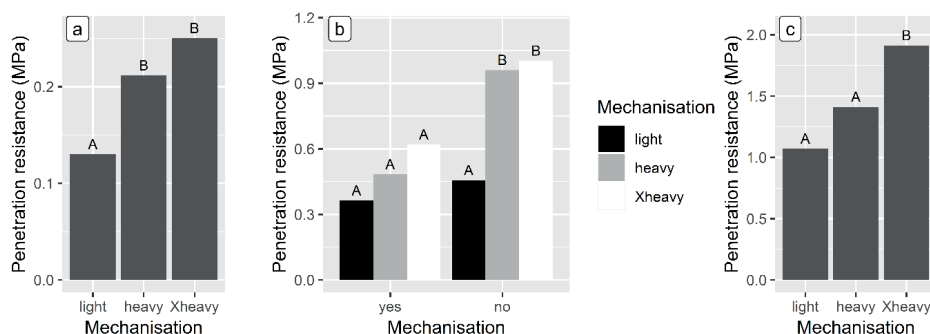 a
Penetration resistance (MPa)
0.2
0.1
0.0
A
B
B
light heavy Xheavy
Mechanisation
b
Penetration resistance (MPa)
1.2
0.9
0.6
0.3
0.0
A
A
A
A
B
B
yes no
Mechanisation
Mechanisation
light
heavy
Xheavy
c
Penetration resistance (MPa)
2.0
1.5
1.0
0.5
0.0
A
A
B
light heavy Xheavy
Mechanisation